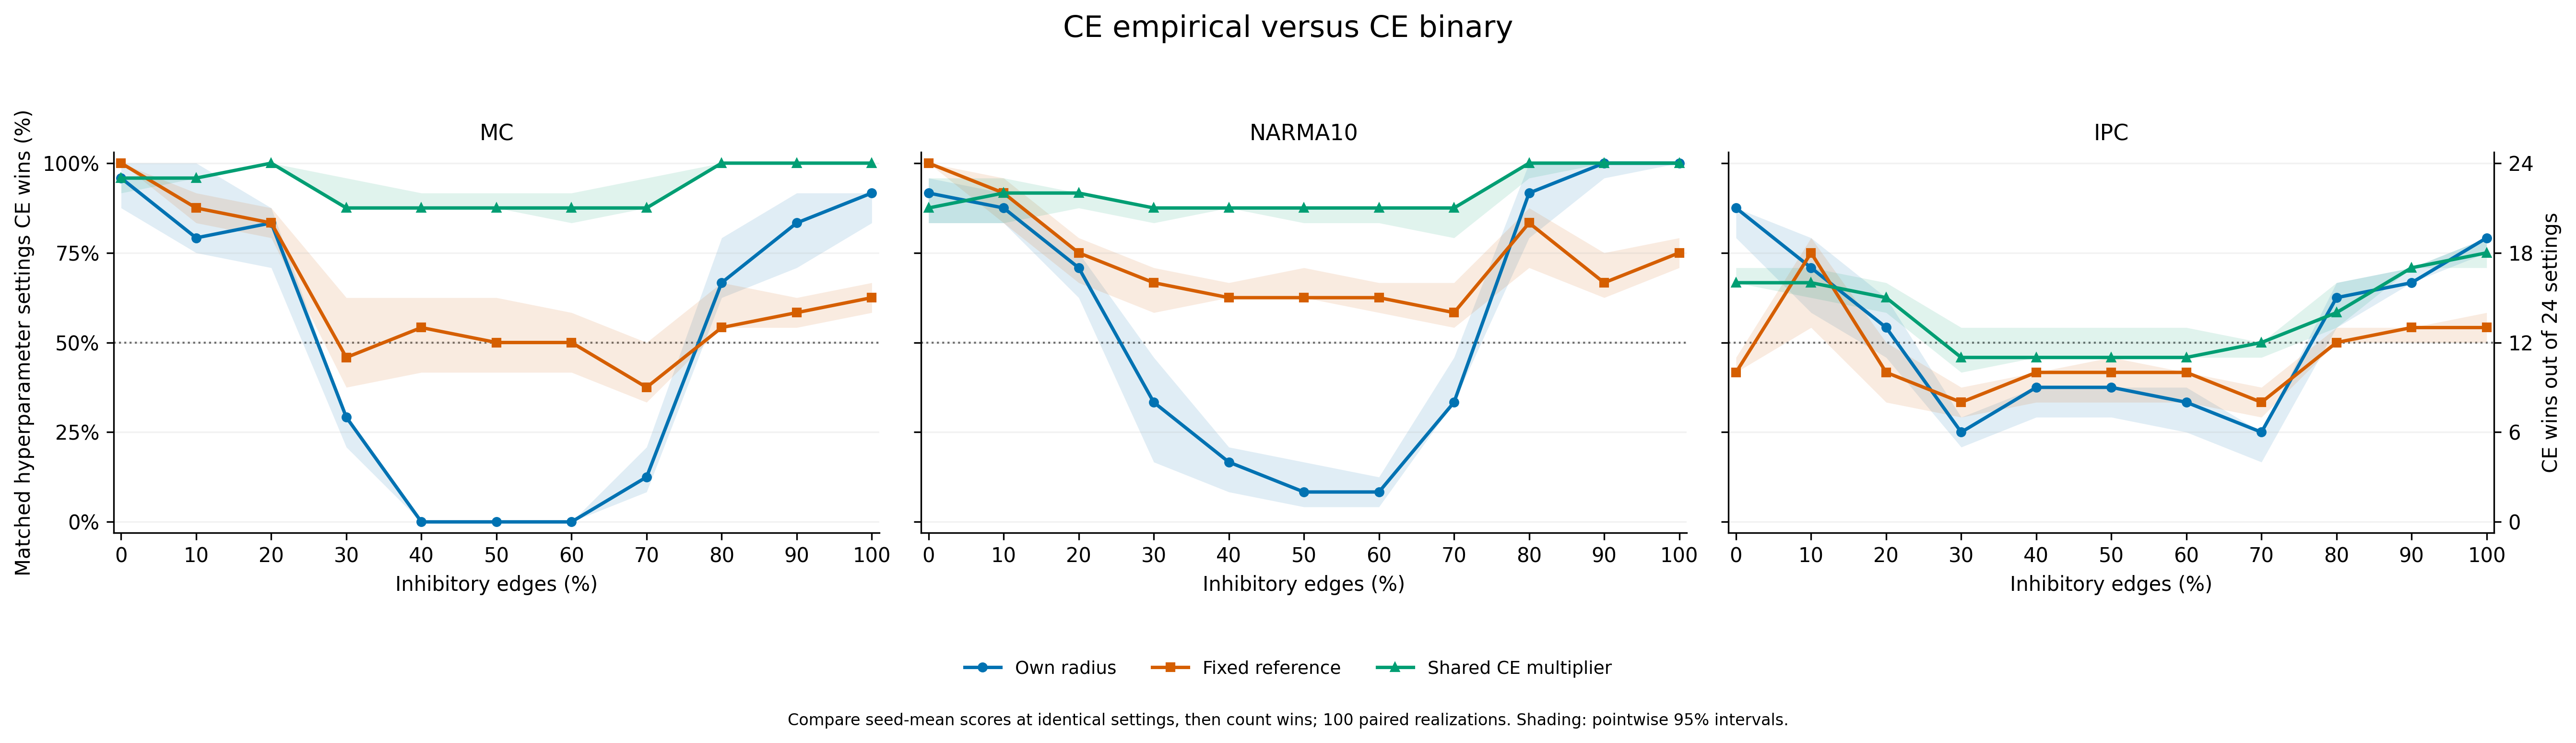 CE empirical versus CE binary
MC
NARMA10
IPC
Matched hyperparameter settings CE wins (%)
100%
75%
50%
25%
0%
0 10 20 30 40 50 60 70 80 90 100
Inhibitory edges (%)
0 10 20 30 40 50 60 70 80 90 100
Inhibitory edges (%)
0 10 20 30 40 50 60 70 80 90 100
Inhibitory edges (%)
24
18
12
6
0
CE wins out of 24 settings
Own radius
Fixed reference
Shared CE multiplier
Compare seed-mean scores at identical settings, then count wins; 100 paired realizations. Shading: pointwise 95% intervals.